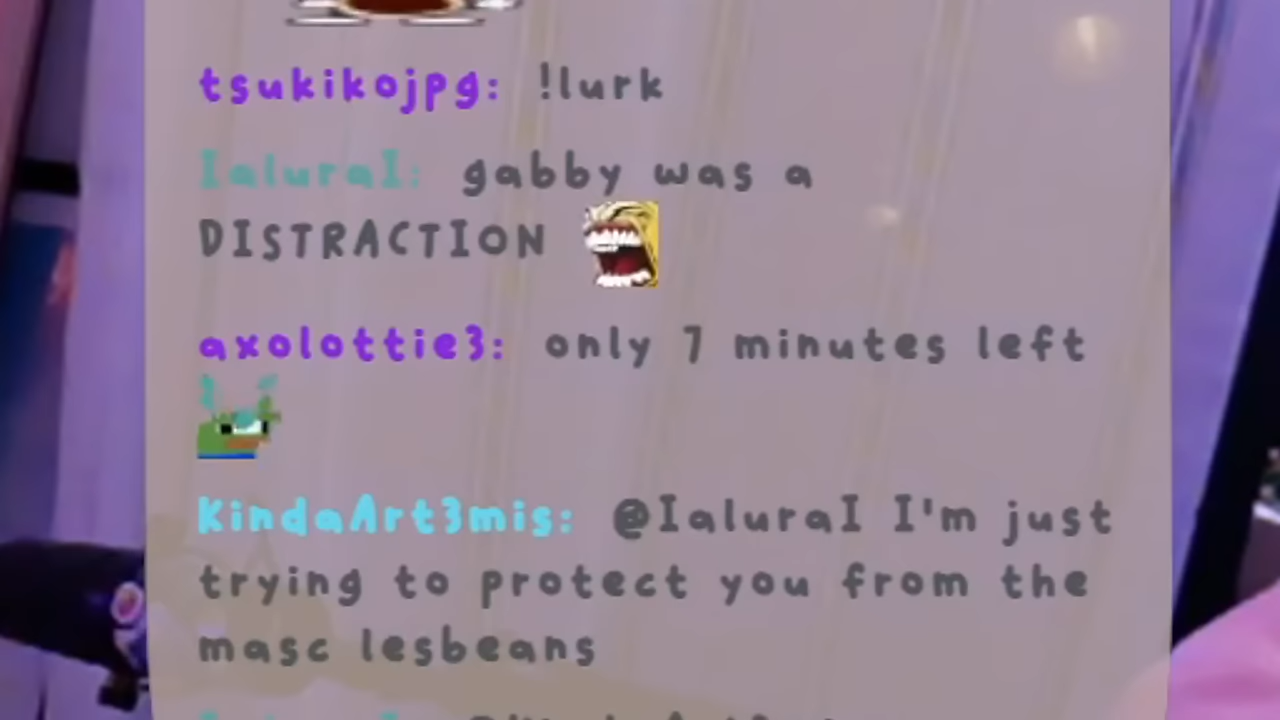 tsukikojpg: !lurk
IaluraI: gabby was a
DISTRACTION
axolottie3: only 7 minutes left
KindaArt3mis: @IaluraI I'm just
trying to protect you from the
masc lesbeans